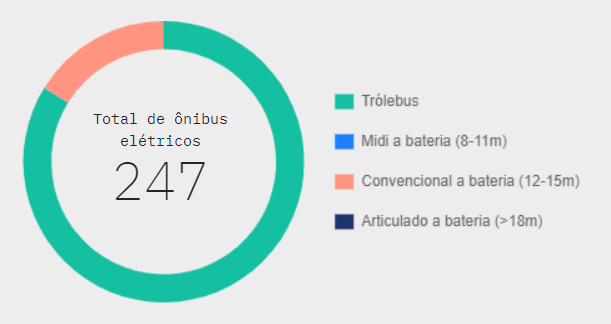 Total de ônibus
elétricos
247
Trólebus
Midi a bateria (8-11m)
Convencional a bateria (12-15m)
Articulado a bateria (>18m)